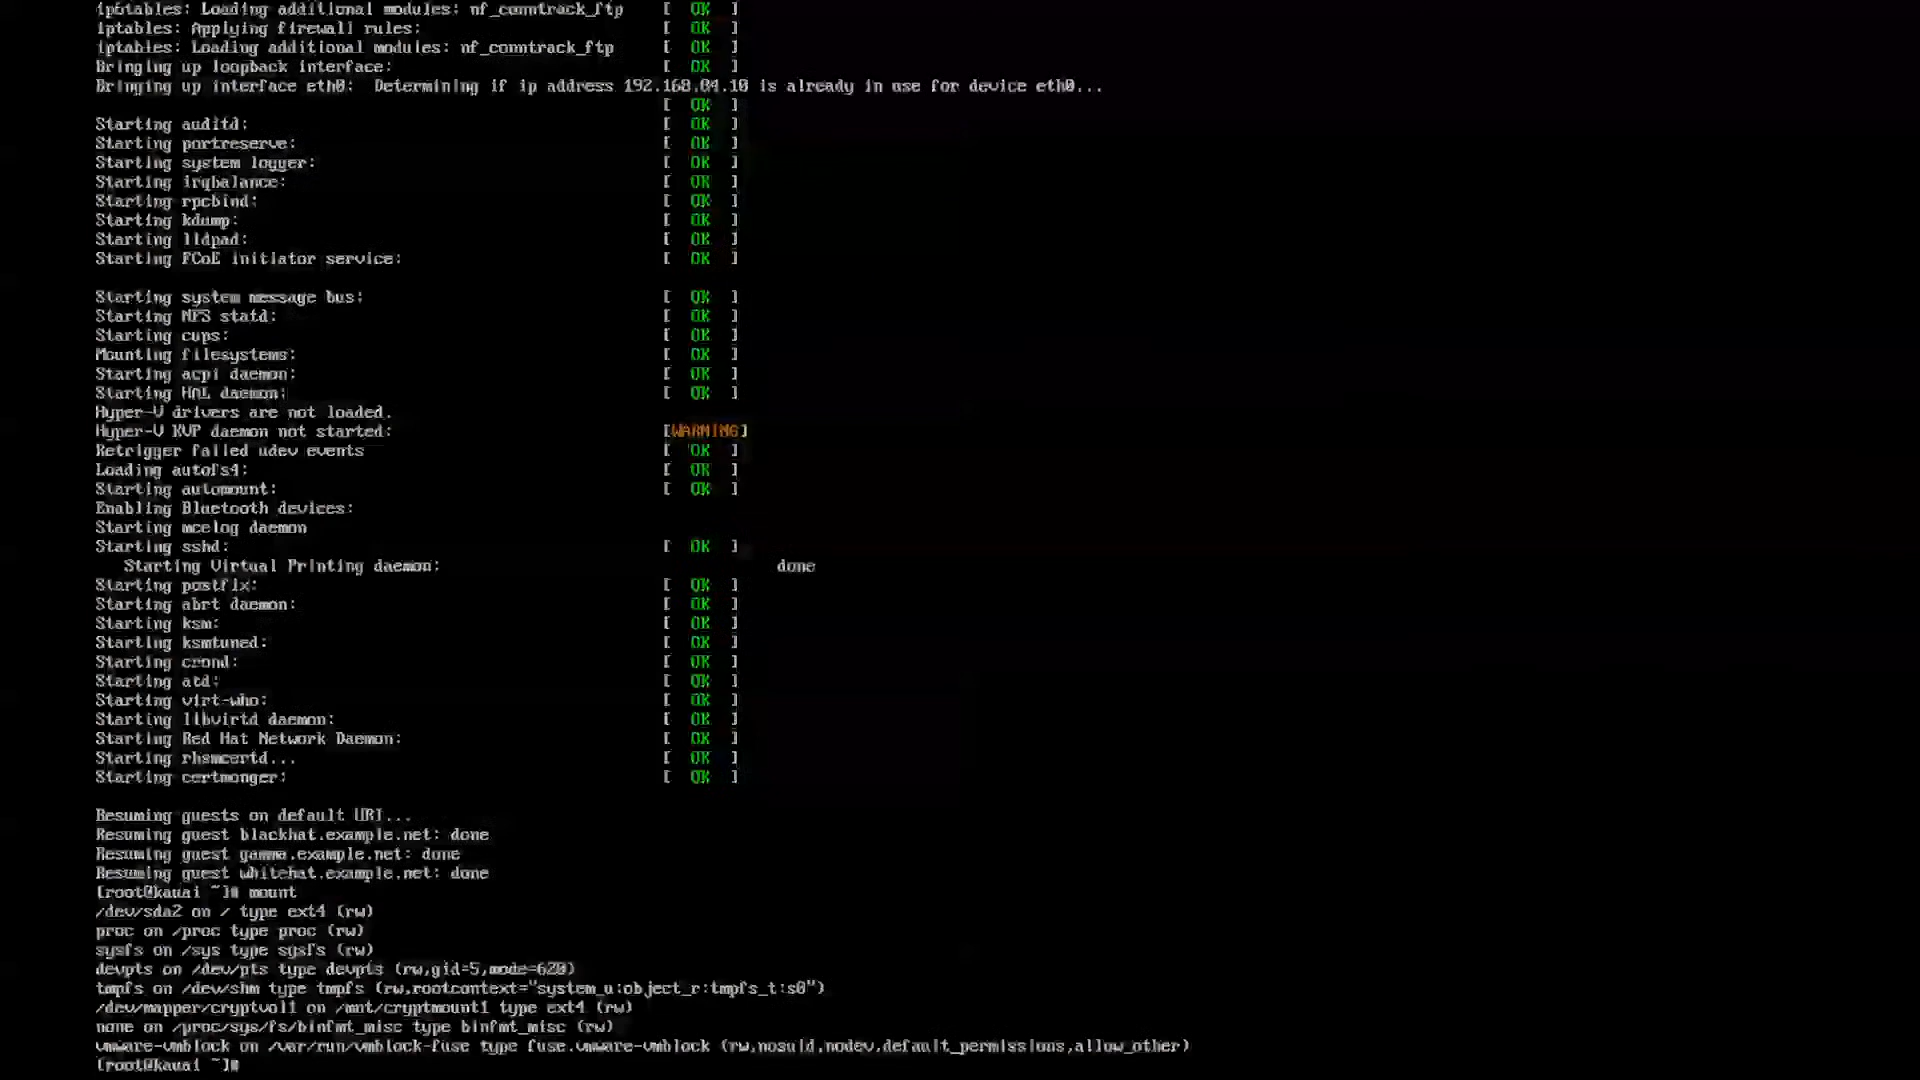 iptables: Loading additional modules: nf_conntrack_ftp [ OK ]
iptables: Applying firewall rules: [ OK ]
iptables: Loading additional modules: nf_conntrack_ftp [ OK ]
Bringing up loopback interface: [ OK ]
Bringing up interface eth0: Determining if ip address 192.168.84.10 is already in use for device eth0...
[ OK ]
Starting auditd: [ OK ]
Starting portreserve: [ OK ]
Starting system logger: [ OK ]
Starting irqbalance: [ OK ]
Starting rpcbind: [ OK ]
Starting kdump: [ OK ]
Starting lldpad: [ OK ]
Starting FCoE initiator service: [ OK ]
Starting system message bus: [ OK ]
Starting NFS statd: [ OK ]
Starting cups: [ OK ]
Mounting filesystems: [ OK ]
Starting acpi daemon: [ OK ]
Starting HAL daemon: [ OK ]
Hyper-V drivers are not loaded.
Hyper-V KVP daemon not started: [WARNING]
Retrigger failed udev events [ OK ]
Loading autofs4: [ OK ]
Starting automount: [ OK ]
Enabling Bluetooth devices:
Starting mcelog daemon
Starting sshd: [ OK ]
Starting Virtual Printing daemon: done
Starting postfix: [ OK ]
Starting abrt daemon: [ OK ]
Starting ksm: [ OK ]
Starting ksmtuned: [ OK ]
Starting crond: [ OK ]
Starting atd: [ OK ]
Starting virt-who: [ OK ]
Starting libvirtd daemon: [ OK ]
Starting Red Hat Network Daemon: [ OK ]
Starting rhsmcertd... [ OK ]
Starting certmonger: [ OK ]
Resuming guests on default URI...
Resuming guest blackhat.example.net: done
Resuming guest gamma.example.net: done
Resuming guest whitehat.example.net: done
[root@kauai ~]# mount
/dev/sda2 on / type ext4 (rw)
proc on /proc type proc (rw)
sysfs on /sys type sysfs (rw)
devpts on /dev/pts type devpts (rw,gid=5,mode=620)
tmpfs on /dev/shm type tmpfs (rw,rootcontext="system_u:object_r:tmpfs_t:s0")
/dev/mapper/cryptvol1 on /mnt/cryptmount1 type ext4 (rw)
none on /proc/sys/fs/binfmt_misc type binfmt_misc (rw)
vmware-vmblock on /var/run/vmblock-fuse type fuse.vmware-vmblock (rw,nosuid,nodev,default_permissions,allow_other)
[root@kauai ~]#